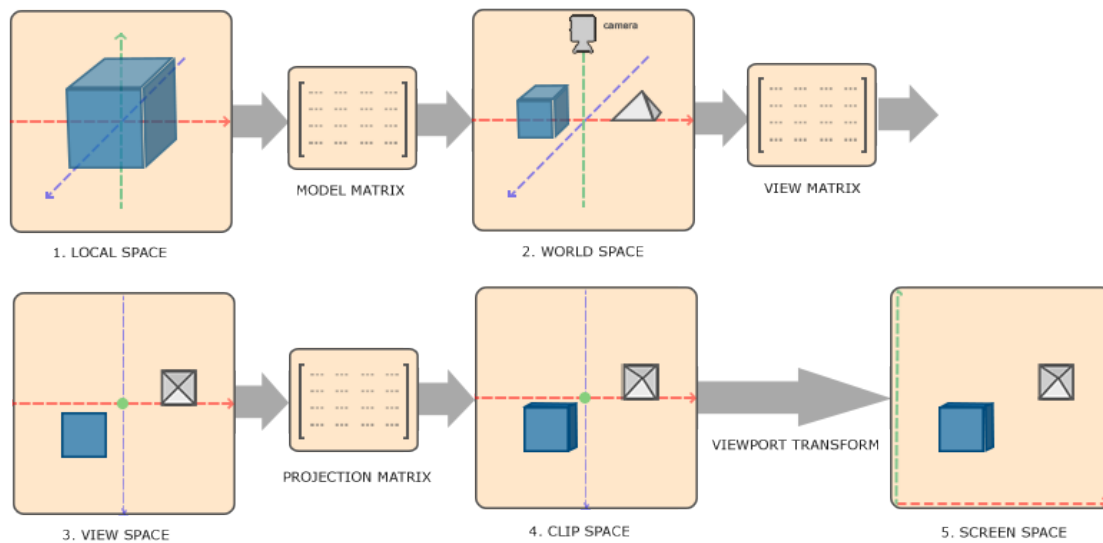 camera
MODEL MATRIX
VIEW MATRIX
1. LOCAL SPACE
2. WORLD SPACE
PROJECTION MATRIX
VIEWPORT TRANSFORM
3. VIEW SPACE
4. CLIP SPACE
5. SCREEN SPACE